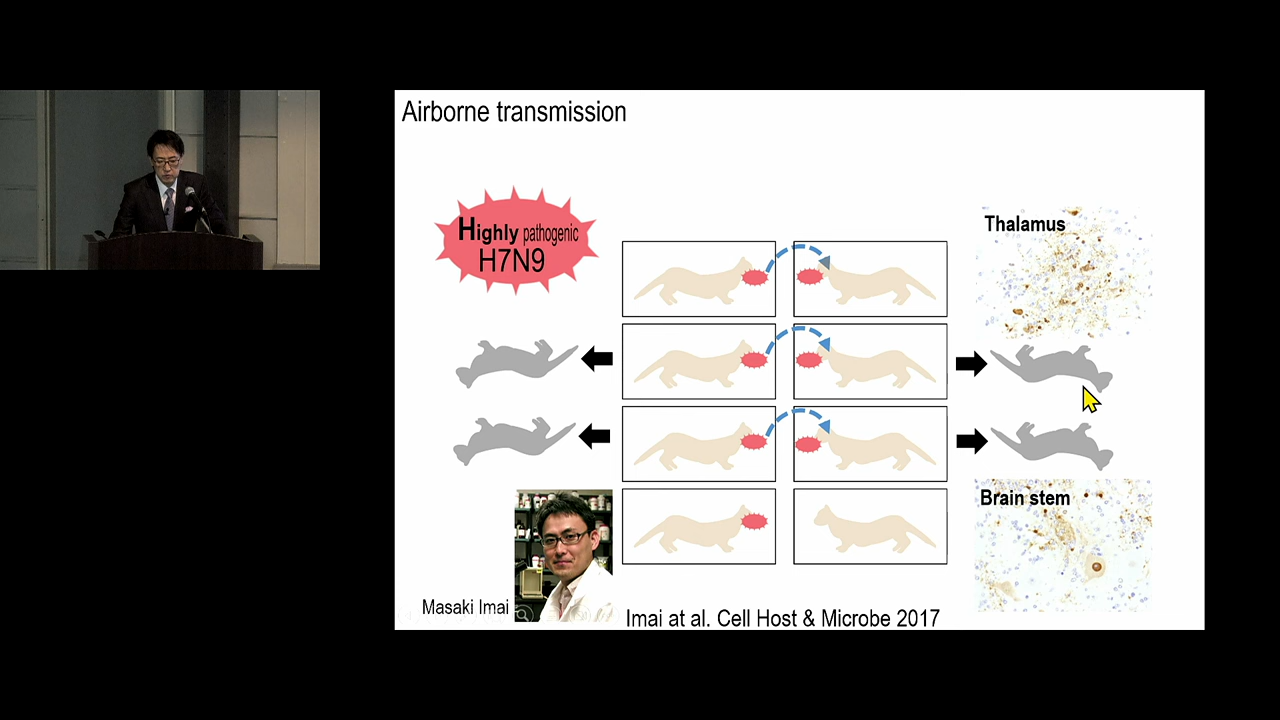 Airborne transmission
Highly pathogenic
H7N9
Thalamus
Brain stem
Masaki Imai
Imai at al. Cell Host & Microbe 2017